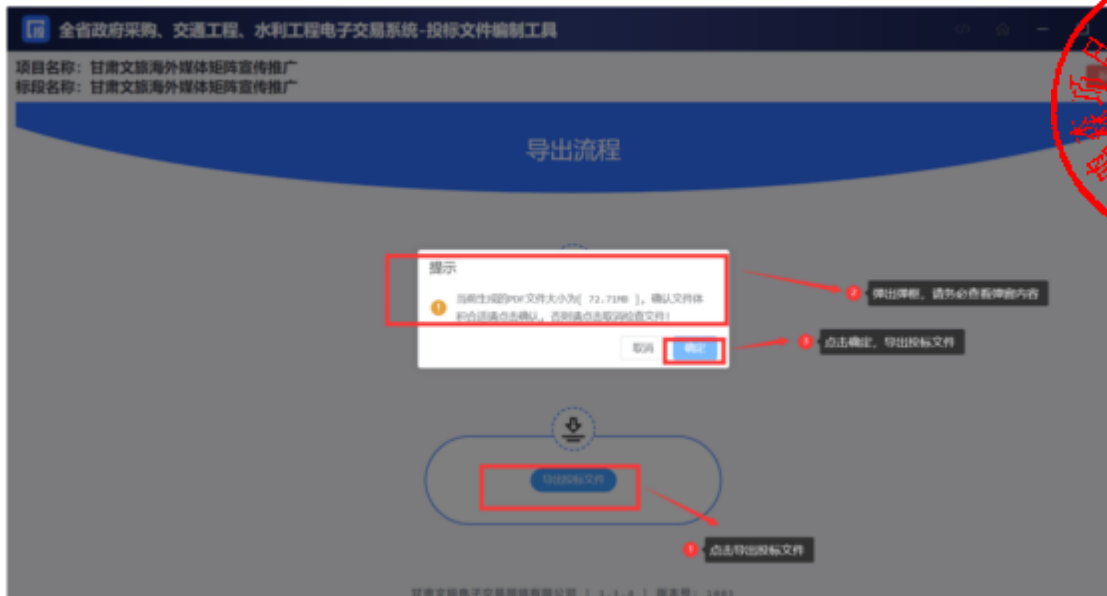 投
全省政府采购、交通工程、水利工程电子交易系统-投标文件编制工具
项目名称：甘肃文旅海外媒体矩阵宣传推广
标段名称：甘肃文旅海外媒体矩阵宣传推广
导出流程
提示
当前生成的PDF文件大小为[ 72.71MB ]，确认文件体
积合适请点击确认，否则请点击取消检查文件！
取消 确定
2 弹出弹框，请务必查看弹窗内容
3 点击确定，导出投标文件
导出投标文件
1 点击导出投标文件